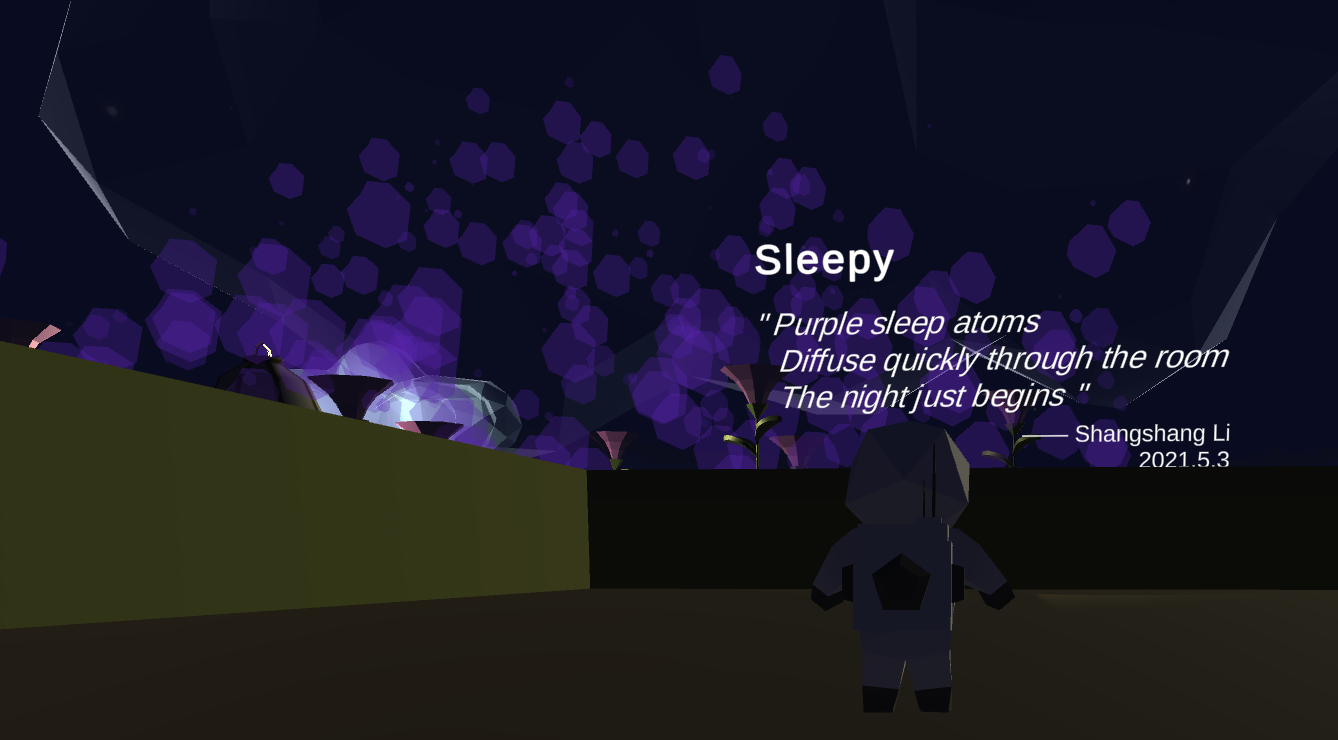 Sleepy
"Purple sleep atoms
Diffuse quickly through the room
The night just begins "
—— Shangshang Li
2021.5.3